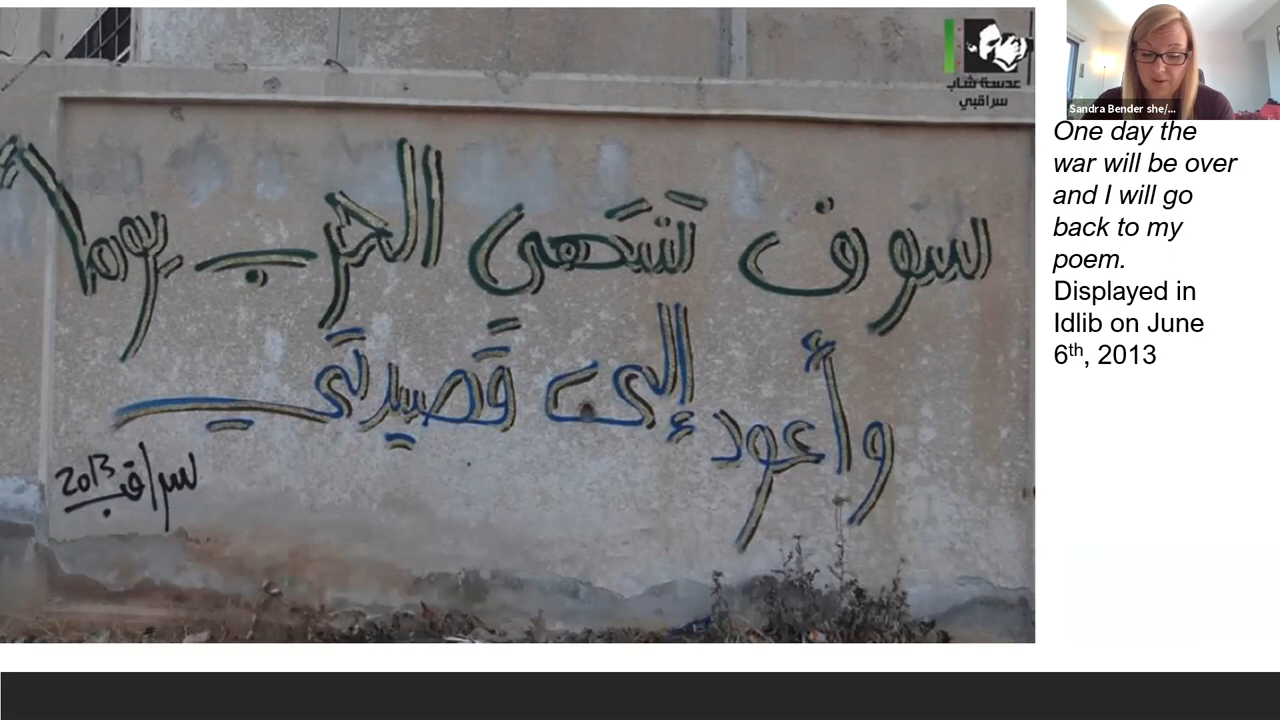 عدسة شاب
سراقبي
سوف تنتهي الحرب يوما
وأعود إلى قصيدتي
سراقب 2013
Sandra Bender she/...
One day the
war will be over
and I will go
back to my
poem.
Displayed in
Idlib on June
6th, 2013